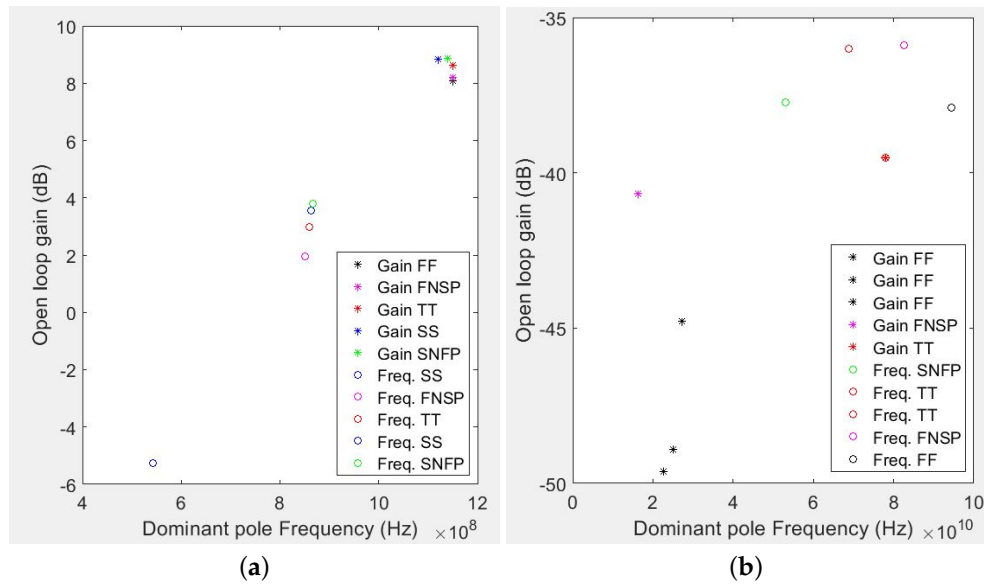 10
8
6
4
2
0
-2
-4
-6
Open loop gain (dB)
4
6
8
10
12
Dominant pole Frequency (Hz)
×10⁸
Gain FF
Gain FNSP
Gain TT
Gain SS
Gain SNFP
Freq. SS
Freq. FNSP
Freq. TT
Freq. SS
Freq. SNFP
(a)
-35
-40
-45
-50
Open loop gain (dB)
0
2
4
6
8
10
Dominant pole Frequency (Hz)
×10¹⁰
Gain FF
Gain FF
Gain FF
Gain FNSP
Gain TT
Freq. SNFP
Freq. TT
Freq. TT
Freq. FNSP
Freq. FF
(b)